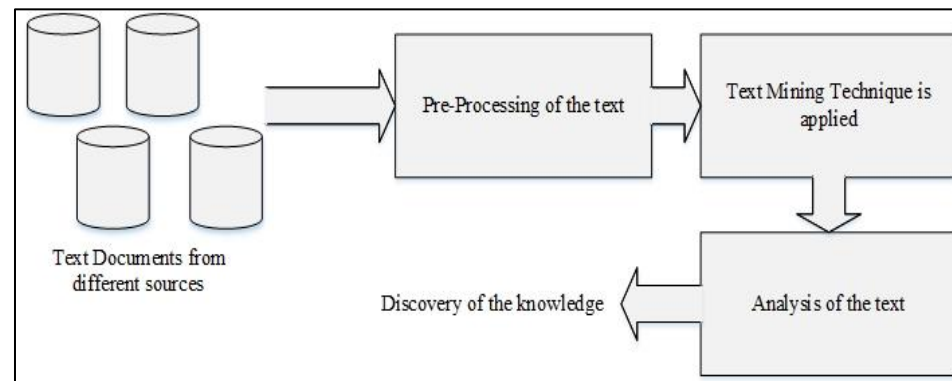 Text Documents from
different sources
Pre-Processing of the text
Text Mining Technique is
applied
Analysis of the text
Discovery of the knowledge